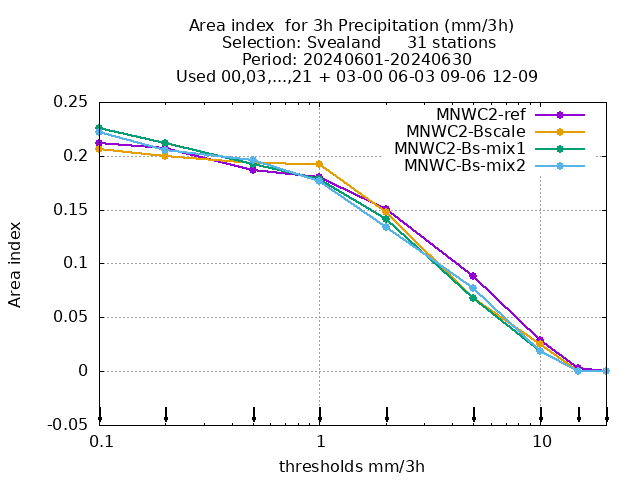 Area index  for 3h Precipitation (mm/3h)
Selection: Svealand     31 stations
Period: 20240601-20240630
Used 00,03,...,21 + 03-00 06-03 09-06 12-09
MNWC2-ref
MNWC2-Bscale
MNWC2-Bs-mix1
MNWC-Bs-mix2
Area index
0.25
0.2
0.15
0.1
0.05
0
-0.05
0.1 1 10
thresholds mm/3h